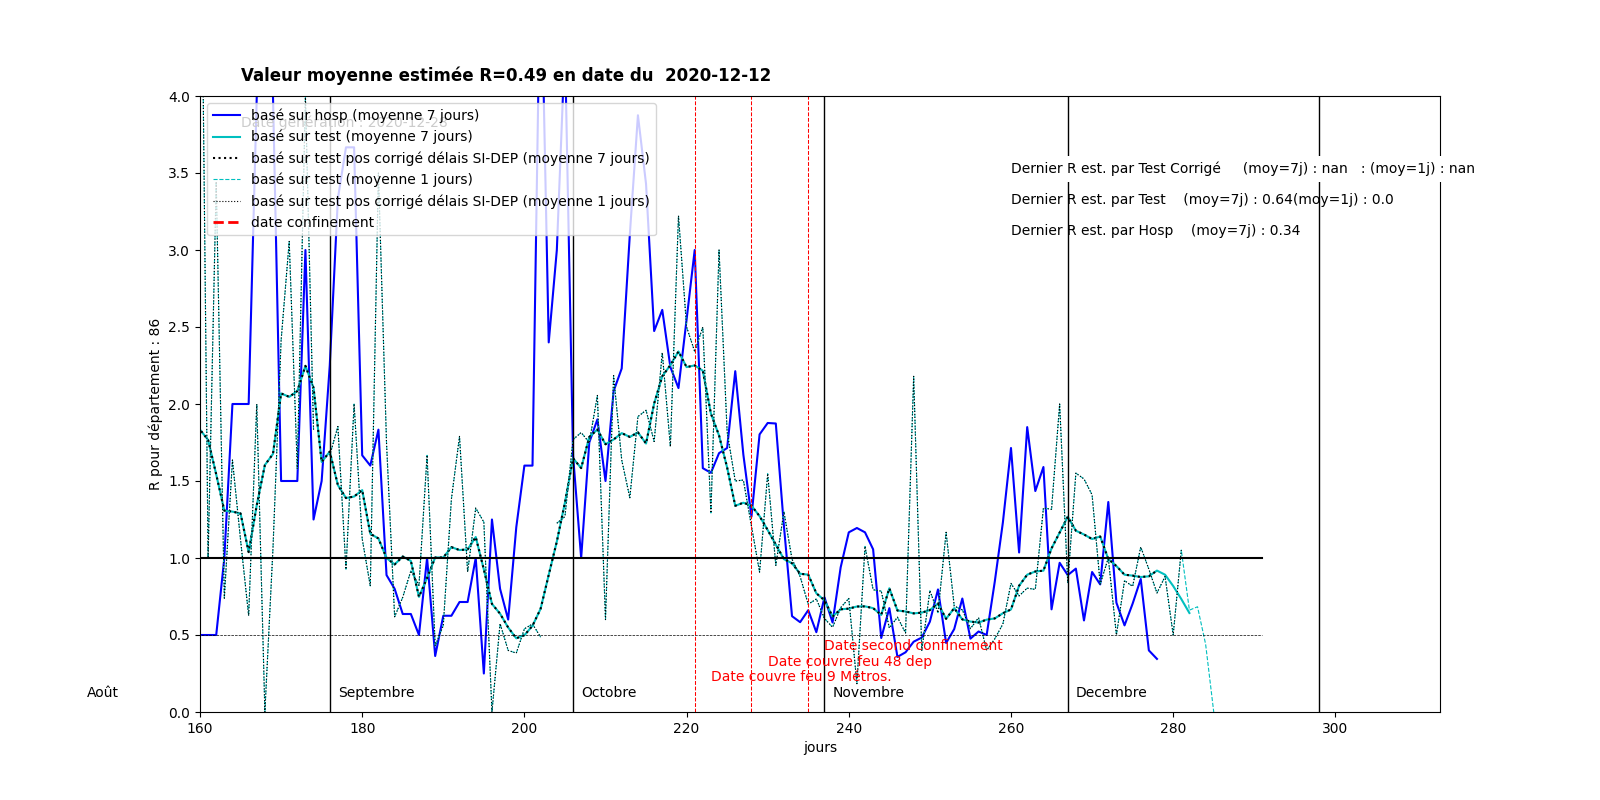 Valeur moyenne estimée R=0.49 en date du  2020-12-12
Date génération : 2020-12-23
basé sur hosp (moyenne 7 jours)
basé sur test (moyenne 7 jours)
basé sur test pos corrigé délais SI-DEP (moyenne 7 jours)
basé sur test (moyenne 1 jours)
basé sur test pos corrigé délais SI-DEP (moyenne 1 jours)
date confinement
Dernier R est. par Test Corrigé     (moy=7j) : nan   : (moy=1j) : nan
Dernier R est. par Test    (moy=7j) : 0.64(moy=1j) : 0.0
Dernier R est. par Hosp    (moy=7j) : 0.34
R pour département : 86
4.0
3.5
3.0
2.5
2.0
1.5
1.0
0.5
0.0
Date second confinement
Date couvre feu 48 dep
Date couvre feu 9 Métros.
Août Septembre Octobre Novembre Decembre
160 180 200 220 240 260 280 300
jours